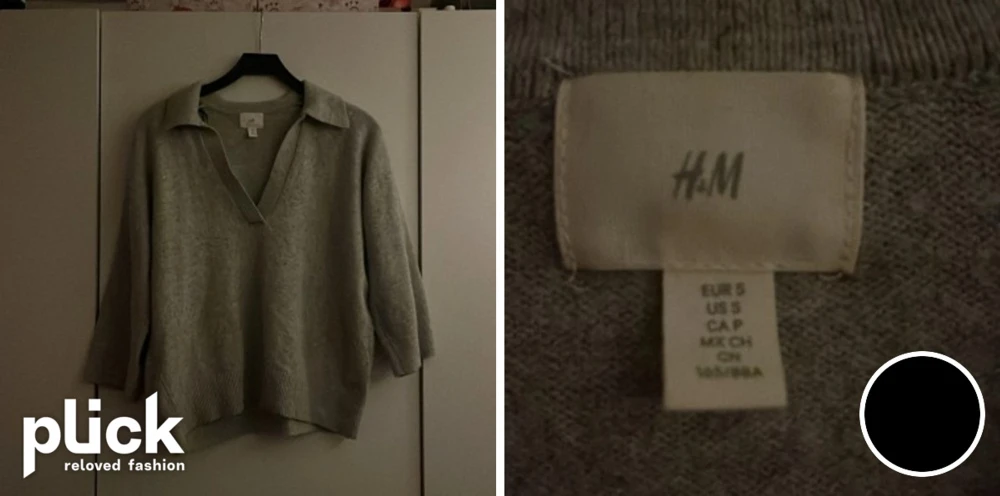 plick
reloved fashion
H&M
EUR S
US S
CA P
MX CH
CN
165/88A